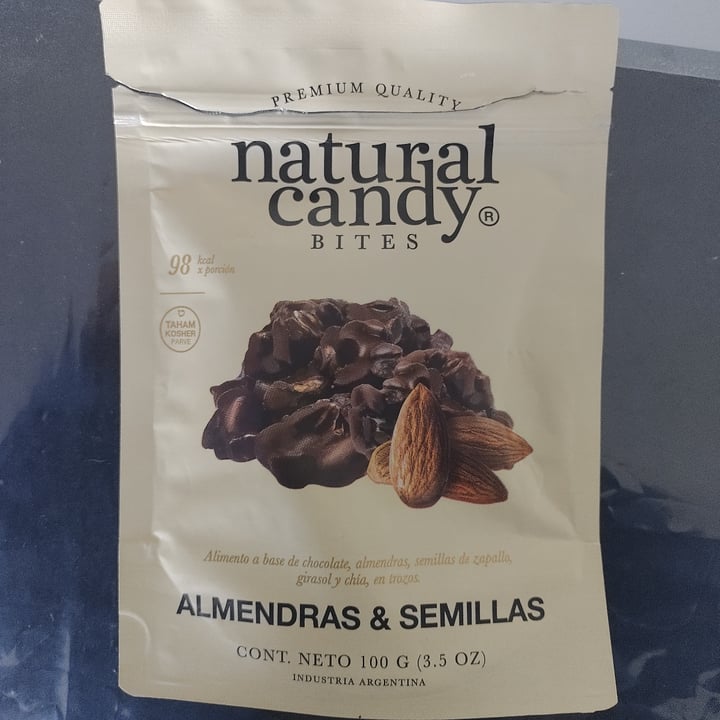 PREMIUM QUALITY
natural
candy®
BITES
98 kcal
x porción
TAHAM
KOSHER
PARVE
Alimento a base de chocolate, almendras, semillas de zapallo,
girasol y chía, en trozos.
ALMENDRAS & SEMILLAS
CONT. NETO 100 G (3.5 OZ)
INDUSTRIA ARGENTINA